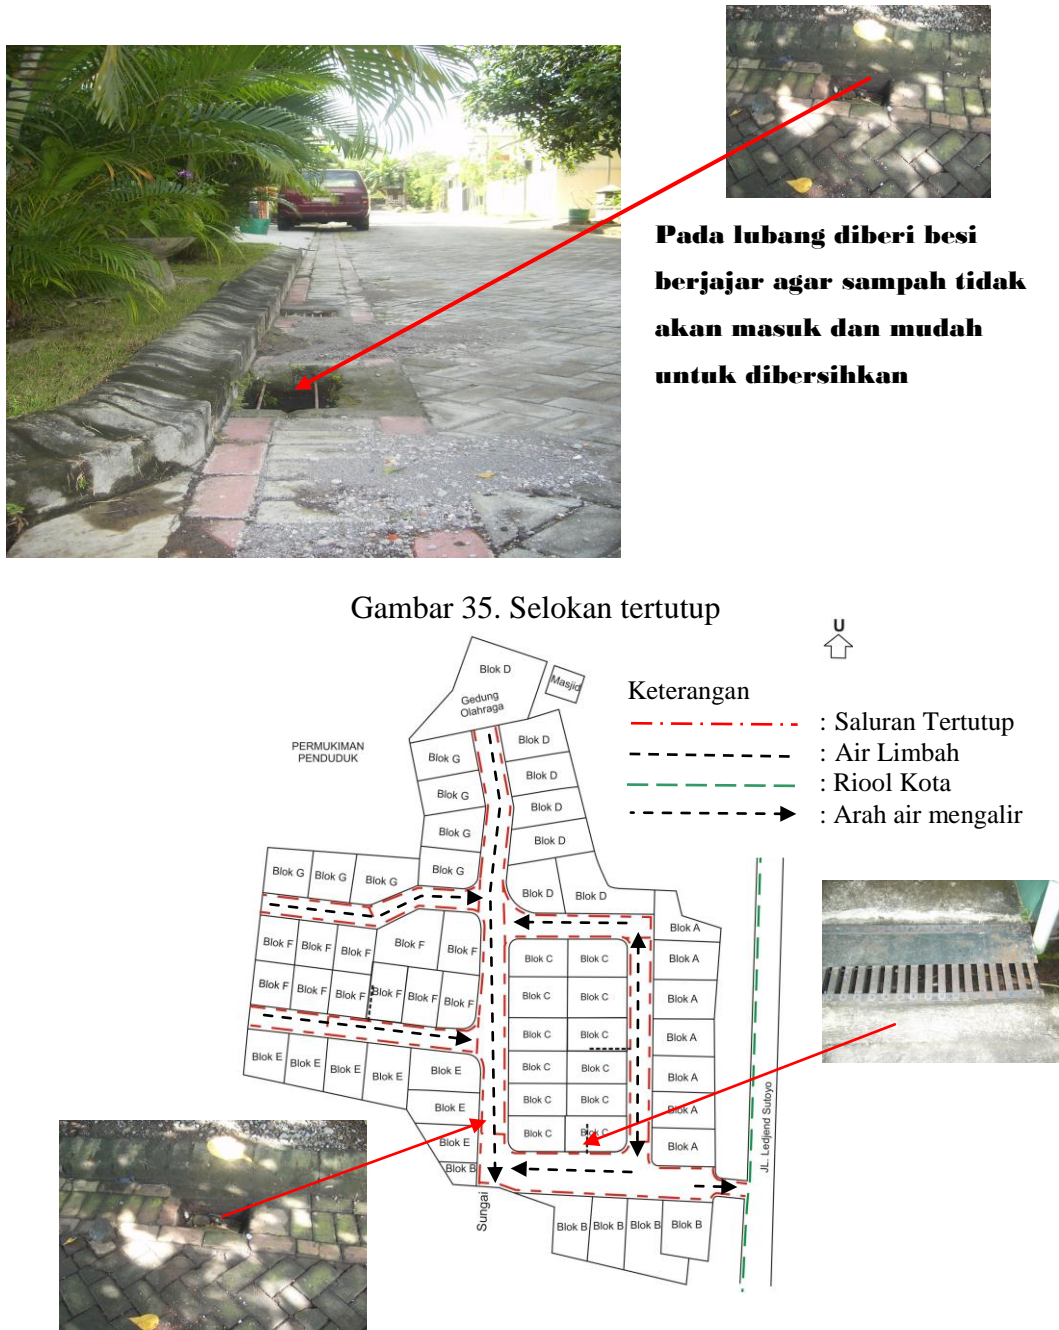 Pada lubang diberi besi
berjajar agar sampah tidak
akan masuk dan mudah
untuk dibersihkan
Gambar 35. Selokan tertutup
U
Keterangan
: Saluran Tertutup
: Air Limbah
: Riool Kota
: Arah air mengalir
Blok D
Gedung
Olahraga
Masjid
PERMUKIMAN
PENDUDUK
Blok G
Blok D
Blok G
Blok D
Blok G
Blok D
Blok G
Blok D
Blok G
Blok G
Blok G
Blok D
Blok D
Blok A
Blok F
Blok F
Blok F
Blok F
Blok F
Blok C
Blok C
Blok A
Blok F
Blok F
Blok F
Blok F
Blok F
Blok F
Blok C
Blok C
Blok A
Blok C
Blok C
Blok A
Blok E
Blok E
Blok E
Blok E
Blok E
Blok C
Blok C
Blok A
Blok E
Blok C
Blok C
Blok A
Blok E
Blok C
Blok C
Blok A
Blok B
Sungai
Blok B
Blok B
Blok B
Blok B
JL. Ledjend Sutoyo